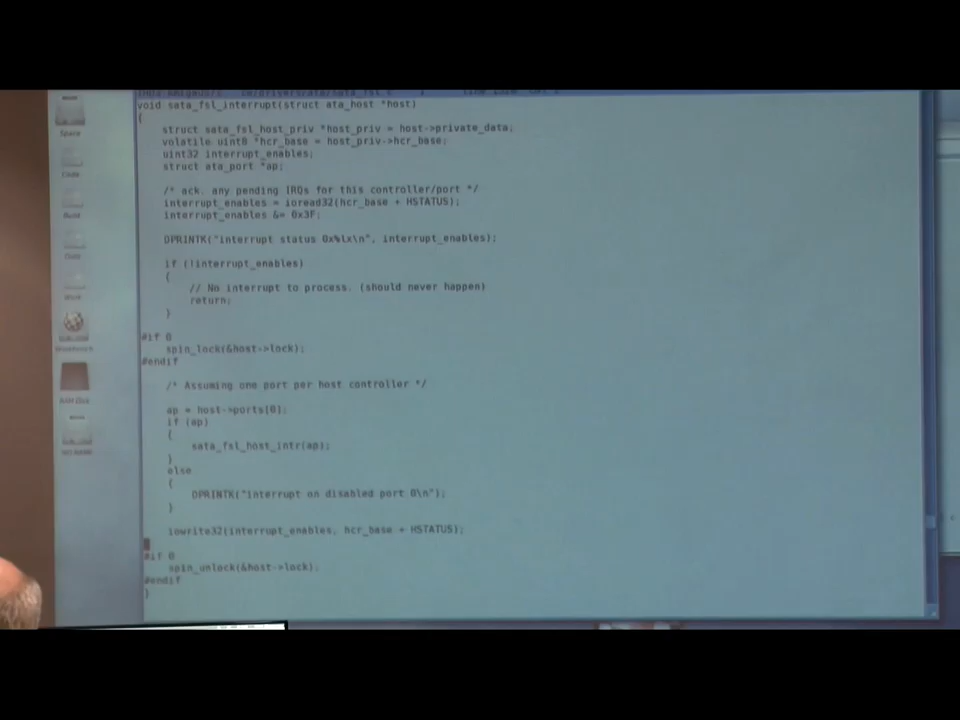 void sata_fsl_interrupt(struct ata_host *host)
{
struct sata_fsl_host_priv *host_priv = host->private_data;
volatile uint8 *hcr_base = host_priv->hcr_base;
uint32 interrupt_enables;
struct ata_port *ap;
/* ack. any pending IRQs for this controller/port */
interrupt_enables = ioread32(hcr_base + HSTATUS);
interrupt_enables &= 0x3F;
DPRINTK("interrupt status 0x%lx\n", interrupt_enables);
if (!interrupt_enables)
{
// No interrupt to process. (should never happen)
return;
}
#if 0
spin_lock(&host->lock);
#endif
/* Assuming one port per host controller */
ap = host->ports[0];
if (ap)
{
sata_fsl_host_intr(ap);
}
else
{
DPRINTK("interrupt on disabled port 0\n");
}
iowrite32(interrupt_enables, hcr_base + HSTATUS);
#if 0
spin_unlock(&host->lock);
#endif
}
Space
Code
Build
Work